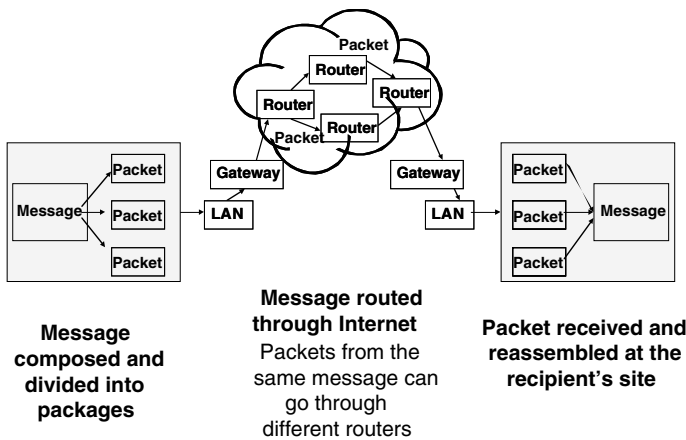 Packet
Router
Router
Router
Packet
Router
Gateway
Gateway
LAN
LAN
Message
Packet
Packet
Packet
Packet
Packet
Packet
Message
Message
composed and
divided into
packages
Message routed
through Internet
Packets from the
same message can
go through
different routers
Packet received and
reassembled at the
recipient's site